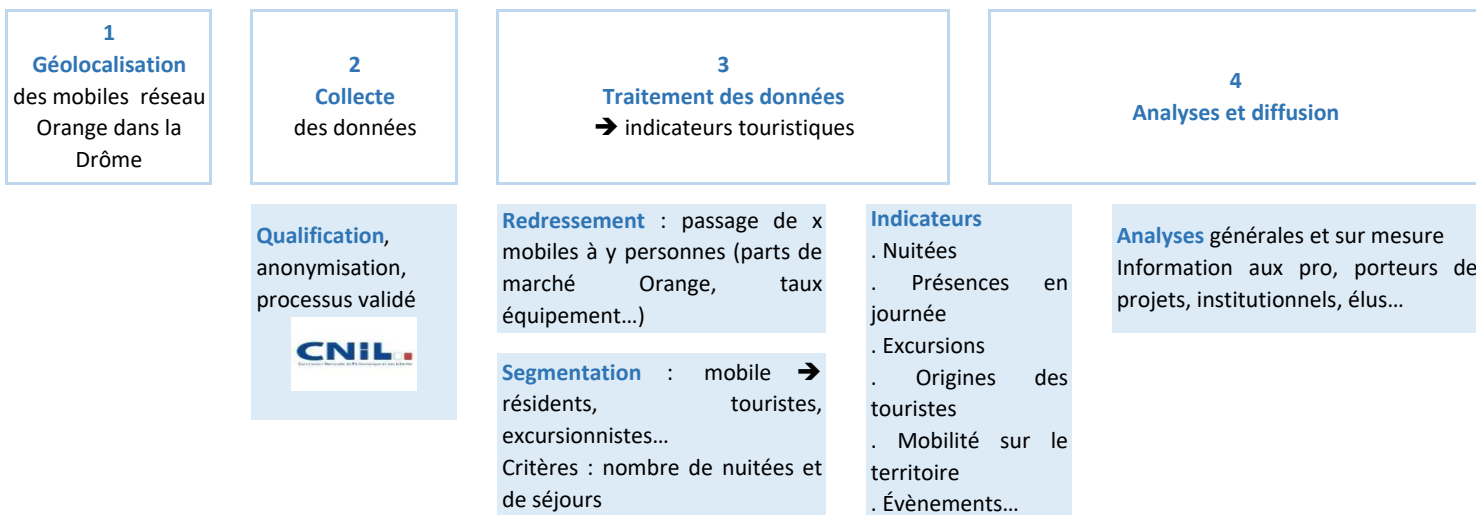 1
Géolocalisation
des mobiles réseau
Orange dans la
Drôme
2
Collecte
des données
3
Traitement des données
➔ indicateurs touristiques
4
Analyses et diffusion
Qualification,
anonymisation,
processus validé
CNIL
Redressement : passage de x
mobiles à y personnes (parts de
marché Orange, taux
équipement…)
Segmentation : mobile ➔
résidents, touristes,
excursionnistes…
Critères : nombre de nuitées et
de séjours
Indicateurs
. Nuitées
. Présences en
journée
. Excursions
. Origines des
touristes
. Mobilité sur le
territoire
. Évènements…
Analyses générales et sur mesure
Information aux pro, porteurs de
projets, institutionnels, élus…